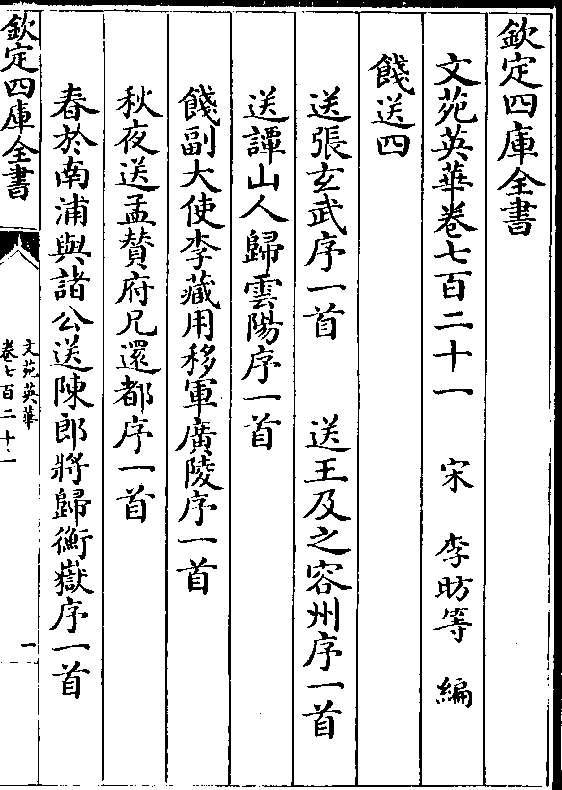 欽定四庫全書
文苑英華卷七百二十一 宋 李昉等 編
餞送四
送張玄武序一首 送王及之容州序一首
送譚山人歸雲陽序一首
餞副大使李藏用移軍廣陵序一首
秋夜送孟贊府兄還都序一首
春於南浦與諸公送陳郎將歸衡嶽序一首
欽定四庫全書
文苑英華
卷七百二十一
一